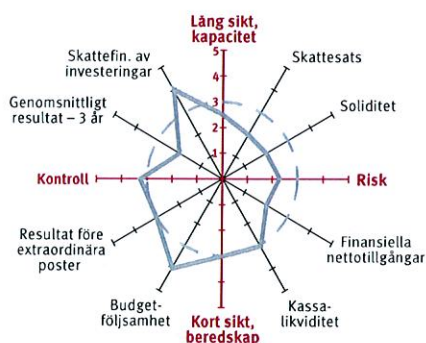 Lång sikt,
kapacitet
Skattefin. av
investeringar
Skattesats
Genomsnittligt
resultat – 3 år
Soliditet
5
4
3
2
1
0
Kontroll
Risk
Resultat före
extraordinära
poster
Finansiella
nettotillgångar
Budget-
följsamhet
Kassa-
likviditet
Kort sikt,
beredskap